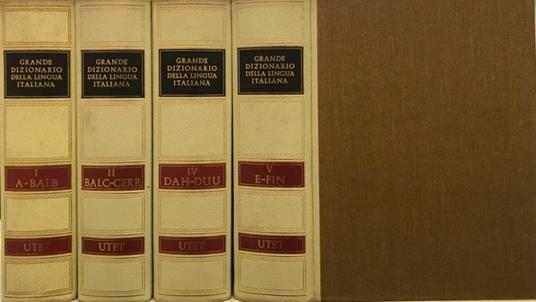 GRANDE
DIZIONARIO
DELLA LINGUA
ITALIANA
I
A-BALB
UTET
GRANDE
DIZIONARIO
DELLA LINGUA
ITALIANA
II
BALC-CERR
UTET
GRANDE
DIZIONARIO
DELLA LINGUA
ITALIANA
IV
DAH-DUU
UTET
GRANDE
DIZIONARIO
DELLA LINGUA
ITALIANA
V
E-FIN
UTET